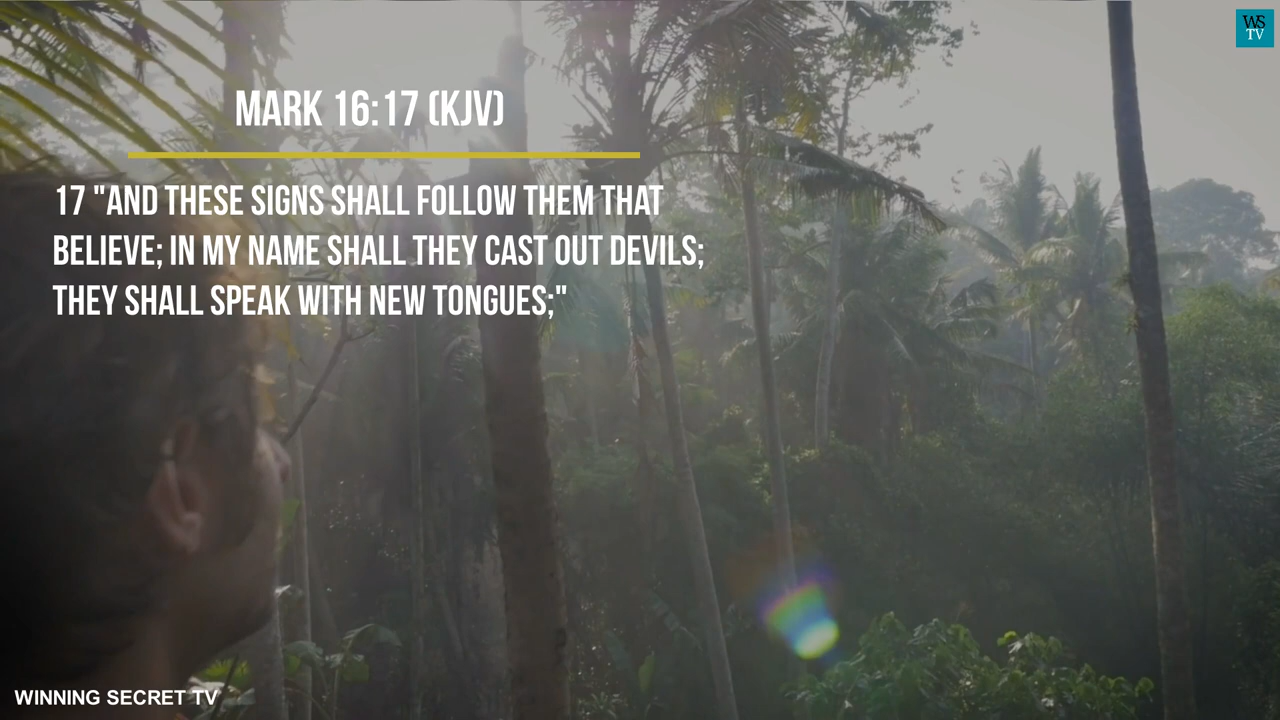 WS
TV
MARK 16:17 (KJV)
17 "AND THESE SIGNS SHALL FOLLOW THEM THAT
BELIEVE; IN MY NAME SHALL THEY CAST OUT DEVILS;
THEY SHALL SPEAK WITH NEW TONGUES;"
WINNING SECRET TV